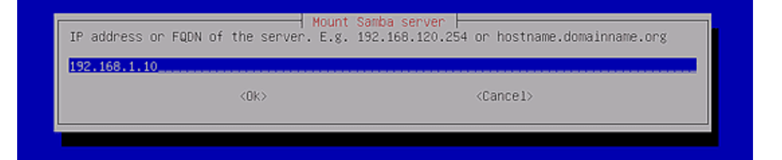 Mount Samba server
IP address or FQDN of the server. E.g. 192.168.120.254 or hostname.domainname.org
192.168.1.10
<Ok> <Cancel>